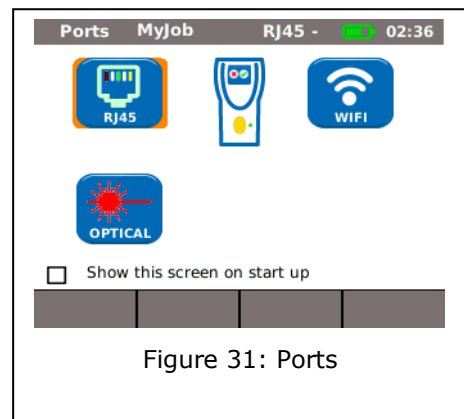 Ports MyJob RJ45 - 02:36
RJ45 WIFI
OPTICAL
Show this screen on start up
Figure 31: Ports